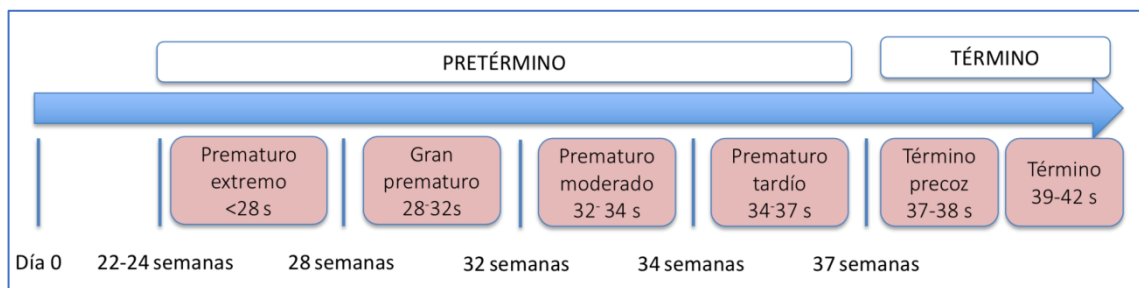 PRETÉRMINO
TÉRMINO
Prematuro
extremo
<28 s
Gran
prematuro
28-32s
Prematuro
moderado
32- 34 s
Prematuro
tardío
34-37 s
Término
precoz
37-38 s
Término
39-42 s
Día 0
22-24 semanas
28 semanas
32 semanas
34 semanas
37 semanas